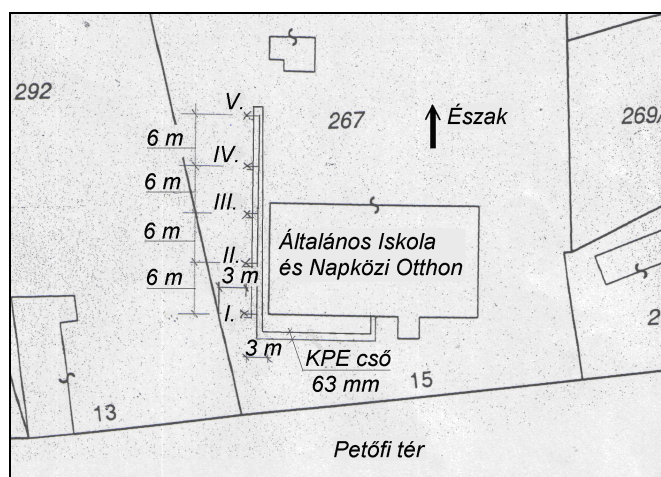 292
V.
267
Észak
269/
6 m
IV.
6 m
III.
Általános Iskola
és Napközi Otthon
6 m
II.
3 m
6 m
I.
2
3 m
KPE cső
63 mm
15
13
Petőfi tér